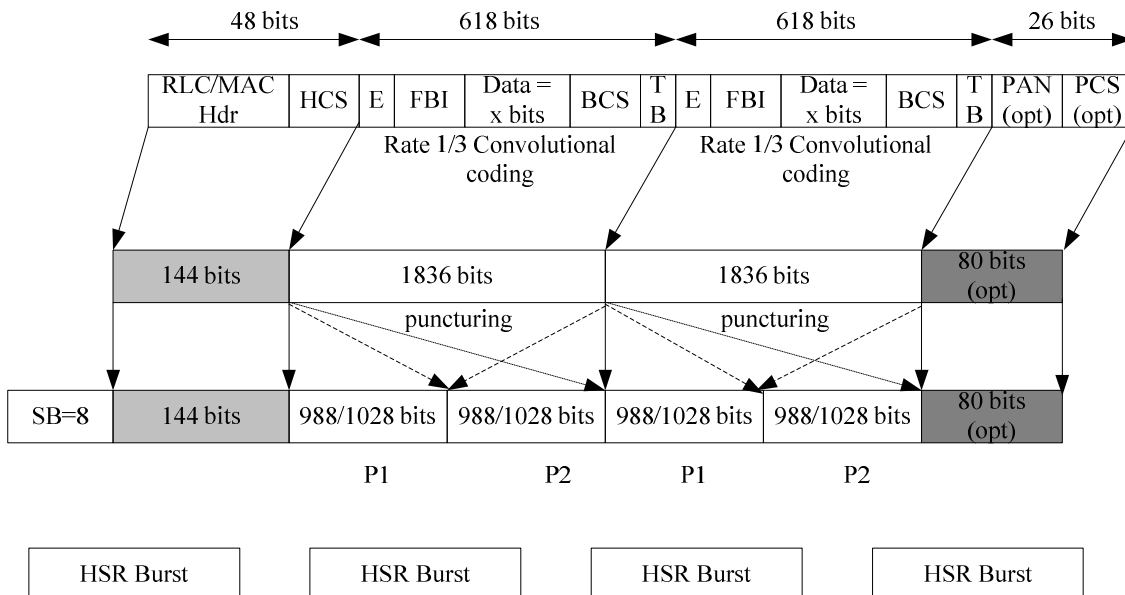 48 bits 618 bits 618 bits 26 bits
RLC/MAC Hdr HCS E FBI Data = x bits BCS T B E FBI Data = x bits BCS T B PAN (opt) PCS (opt)
Rate 1/3 Convolutional coding Rate 1/3 Convolutional coding
144 bits 1836 bits 1836 bits 80 bits (opt)
puncturing puncturing
SB=8 144 bits 988/1028 bits 988/1028 bits 988/1028 bits 988/1028 bits 80 bits (opt)
P1 P2 P1 P2
HSR Burst HSR Burst HSR Burst HSR Burst